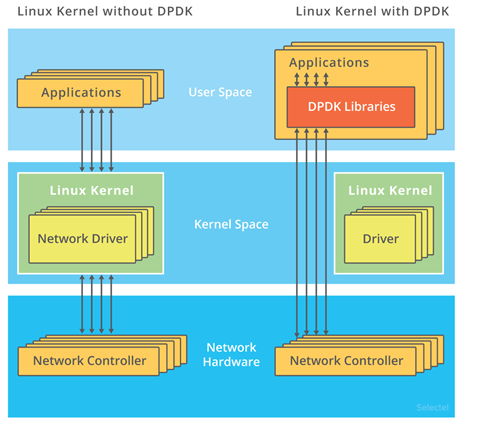 Linux Kernel without DPDK
Linux Kernel with DPDK
Applications
User Space
Applications
DPDK Libraries
Linux Kernel
Network Driver
Kernel Space
Linux Kernel
Driver
Network Controller
Network
Hardware
Network Controller
Selectel